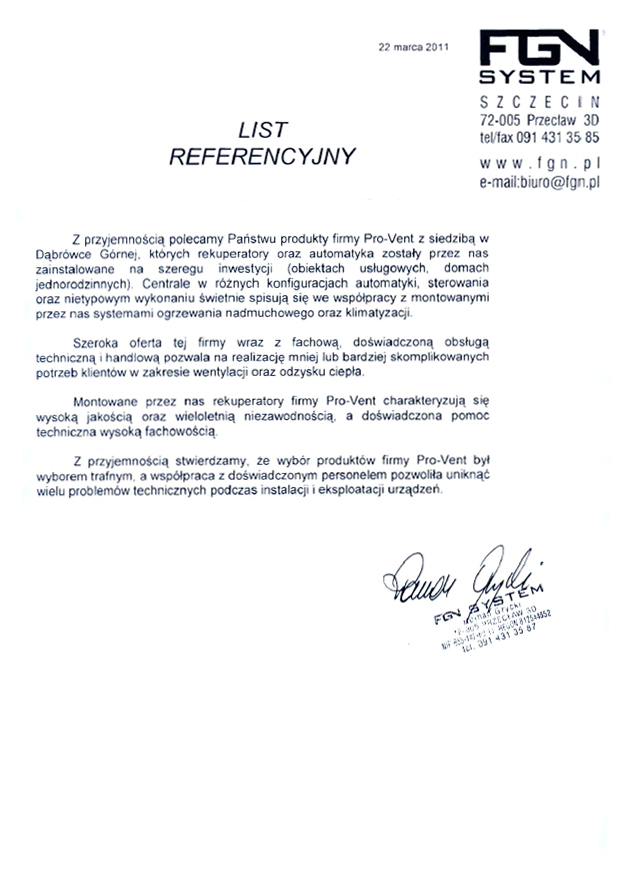 22 marca 2011
FGN
SYSTEM
SZCZECIN
72-005 Przecław 3D
tel/fax 091 431 35 85
www.fgn.pl
e-mail:biuro@fgn.pl
LIST
REFERENCYJNY
Z przyjemnością polecamy Państwu produkty firmy Pro-Vent z siedzibą w
Dąbrówce Górnej, których rekuperatory oraz automatyka zostały przez nas
zainstalowane na szeregu inwestycji (obiektach usługowych, domach
jednorodzinnych). Centrale w różnych konfiguracjach automatyki, sterowania
oraz nietypowym wykonaniu świetnie spisują się we współpracy z montowanymi
przez nas systemami ogrzewania nadmuchowego oraz klimatyzacji.
Szeroka oferta tej firmy wraz z fachową, doświadczoną obsługą
techniczną i handlową pozwala na realizację mniej lub bardziej skomplikowanych
potrzeb klientów w zakresie wentylacji oraz odzysku ciepła.
Montowane przez nas rekuperatory firmy Pro-Vent charakteryzują się
wysoką jakością oraz wieloletnią niezawodnością, a doświadczona pomoc
techniczna wysoką fachowością.
Z przyjemnością stwierdzamy, że wybór produktów firmy Pro-Vent był
wyborem trafnym, a współpraca z doświadczonym personelem pozwoliła uniknąć
wielu problemów technicznych podczas instalacji i eksploatacji urządzeń.
FGN SYSTEM
Roman Grycki
72-005 PRZECŁAW 3D
REGON 812544652
tel. 091 431 35 87